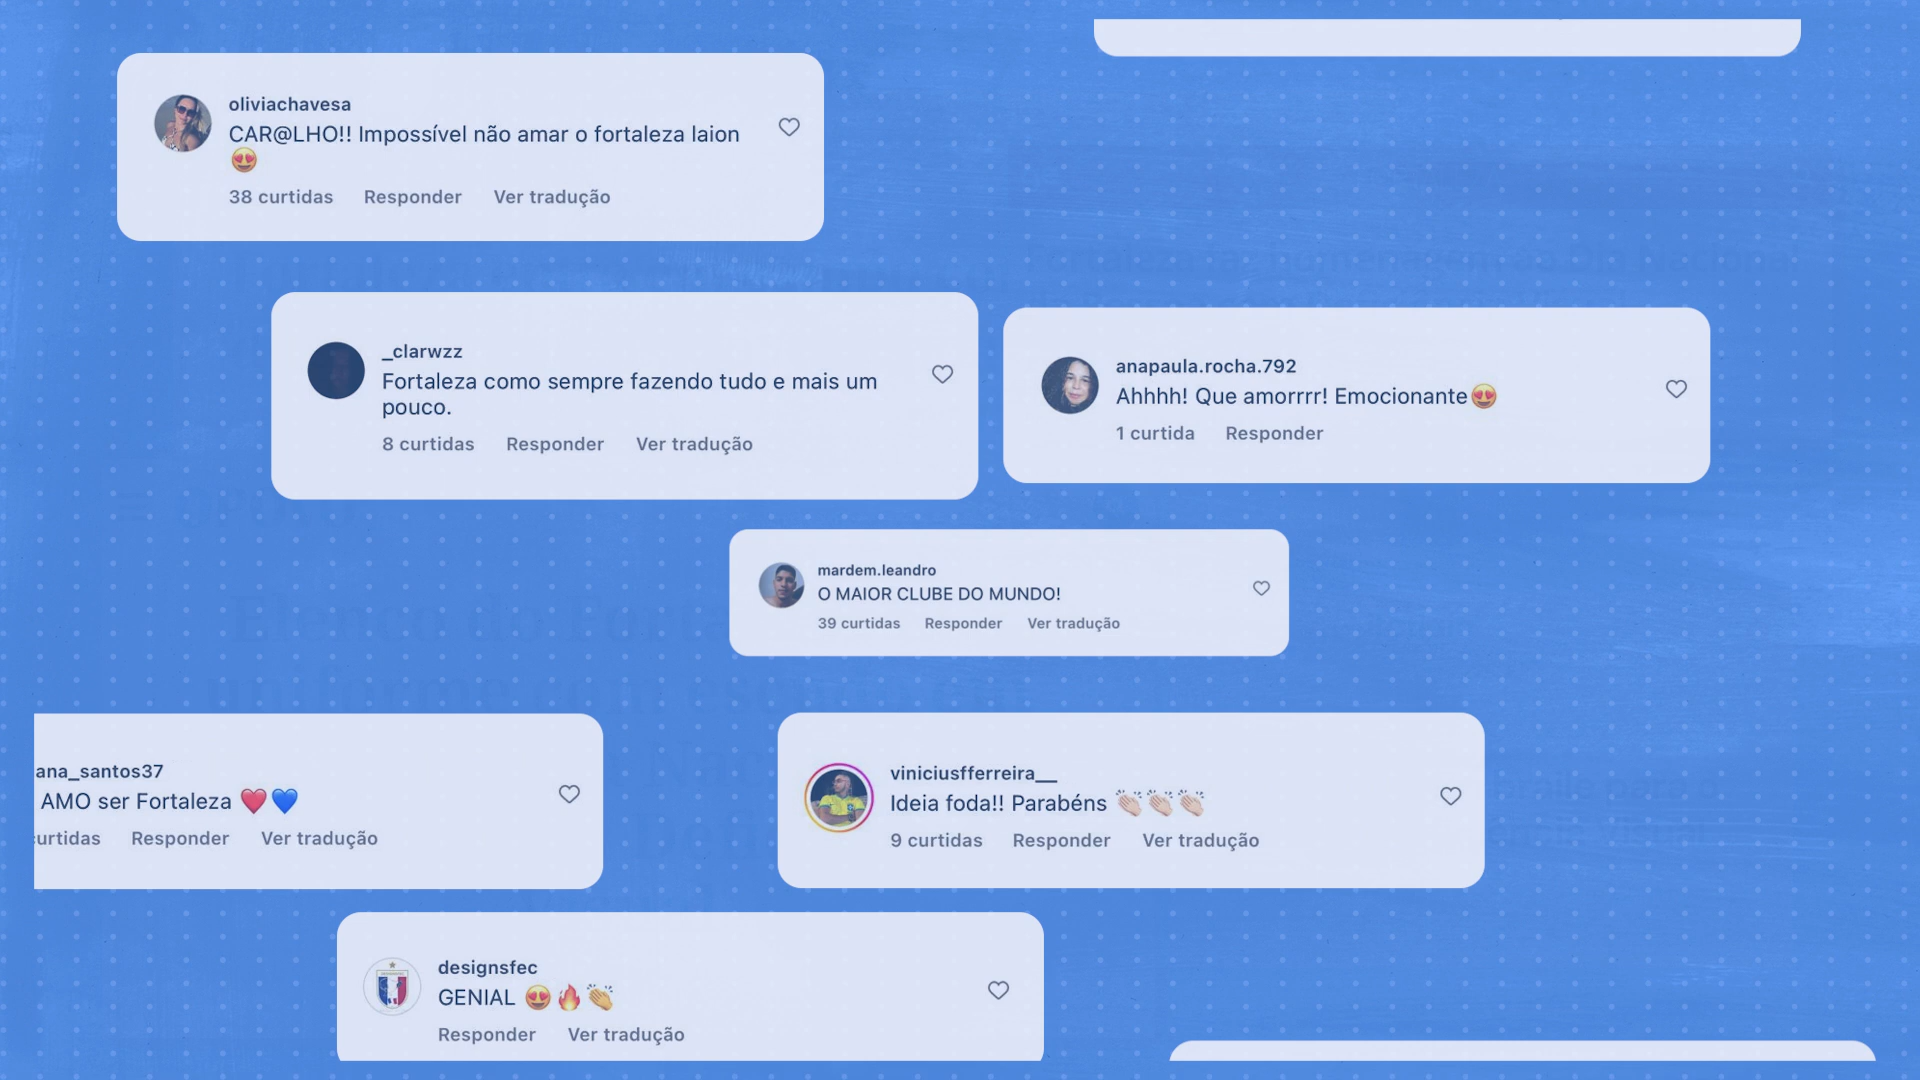 oliviachavesa
CAR@LHO!! Impossível não amar o fortaleza laion
😍
38 curtidas Responder Ver tradução
_clarwzz
Fortaleza como sempre fazendo tudo e mais um
pouco.
8 curtidas Responder Ver tradução
anapaula.rocha.792
Ahhhh! Que amorrrr! Emocionante😍
1 curtida Responder
mardem.leandro
O MAIOR CLUBE DO MUNDO!
39 curtidas Responder Ver tradução
ana_santos37
AMO ser Fortaleza ❤️💙
curtidas Responder Ver tradução
viniciusfferreira__
Ideia foda!! Parabéns 👏🏻👏🏻👏🏻
9 curtidas Responder Ver tradução
designsfec
GENIAL 😍🔥👏
Responder Ver tradução